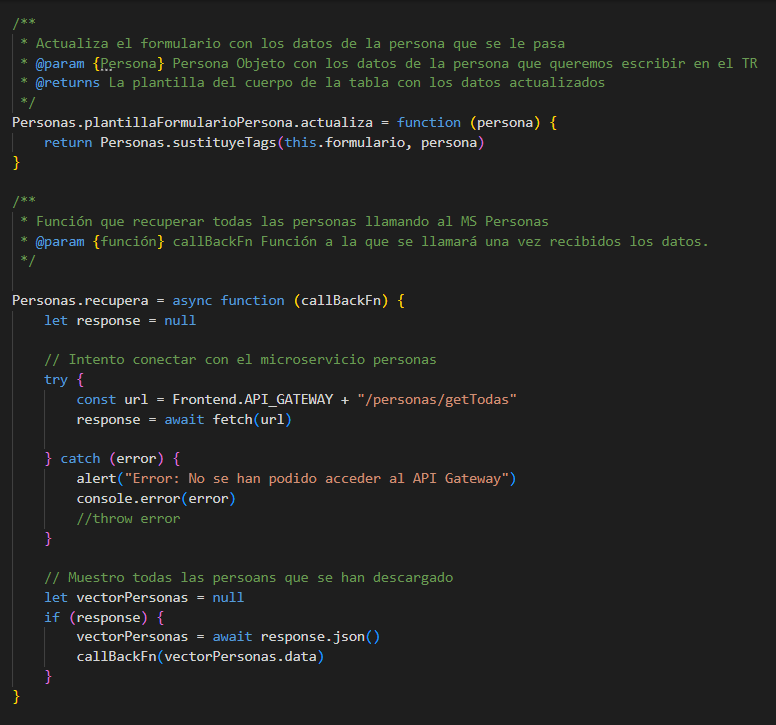 /**
 * Actualiza el formulario con los datos de la persona que se le pasa
 * @param {Persona} Persona Objeto con los datos de la persona que queremos escribir en el TR
 * @returns La plantilla del cuerpo de la tabla con los datos actualizados
 */
Personas.plantillaFormularioPersona.actualiza = function (persona) {
    return Personas.sustituyeTags(this.formulario, persona)
}

/**
 * Función que recuperar todas las personas llamando al MS Personas
 * @param {función} callBackFn Función a la que se llamará una vez recibidos los datos.
 */

Personas.recupera = async function (callBackFn) {
    let response = null

    // Intento conectar con el microservicio personas
    try {
        const url = Frontend.API_GATEWAY + "/personas/getTodas"
        response = await fetch(url)

    } catch (error) {
        alert("Error: No se han podido acceder al API Gateway")
        console.error(error)
        //throw error
    }

    // Muestro todas las persoans que se han descargado
    let vectorPersonas = null
    if (response) {
        vectorPersonas = await response.json()
        callBackFn(vectorPersonas.data)
    }
}